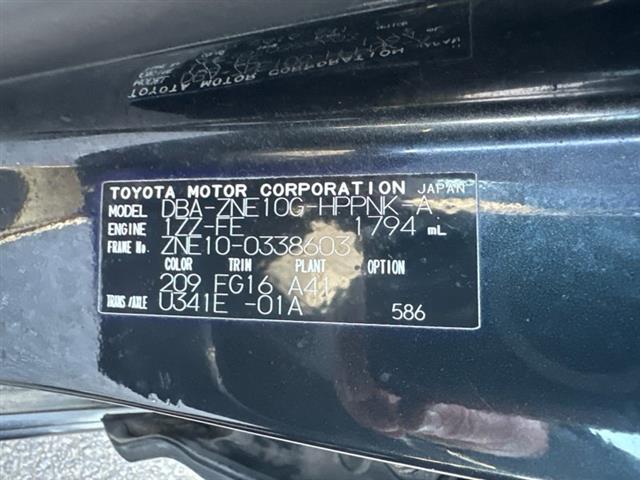 TOYOTA MOTOR CORPORATION JAPAN
MODEL DBA-ZNE10G-HPPNK-A
ENGINE 1ZZ-FE 1794 mL
FRAME No. ZNE10-0338603
COLOR TRIM PLANT OPTION
209 FG16 A41
TRANS/AXLE U341E -01A
586